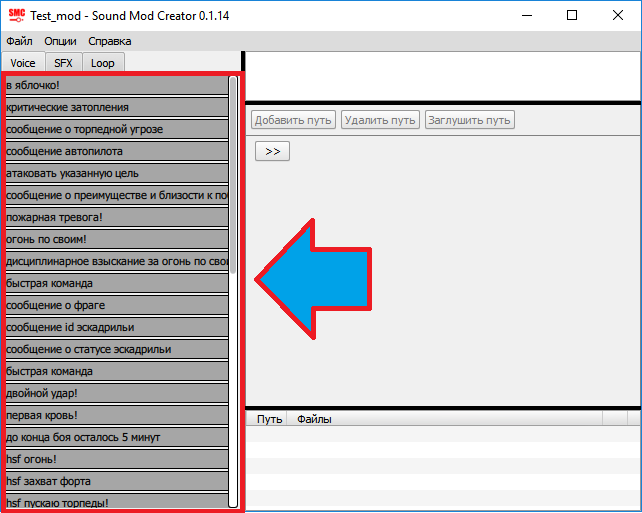 SMC
Test_mod - Sound Mod Creator 0.1.14
Файл Опции Справка
Voice SFX Loop
в яблочко!
критические затопления
сообщение о торпедной угрозе
сообщение автопилота
атаковать указанную цель
сообщение о преимуществе и близости к
пожарная тревога!
огонь по своим!
дисциплинарное взыскание за огонь по
быстрая команда
сообщение о фраге
сообщение id эскадрильи
сообщение о статусе эскадрильи
быстрая команда
двойной удар!
первая кровь!
до конца боя осталось 5 минут
hsf огонь!
hsf захват форта
hsf пускаю торпеды!
Добавить путь Удалить путь Заглушить путь
>>
Путь Файлы